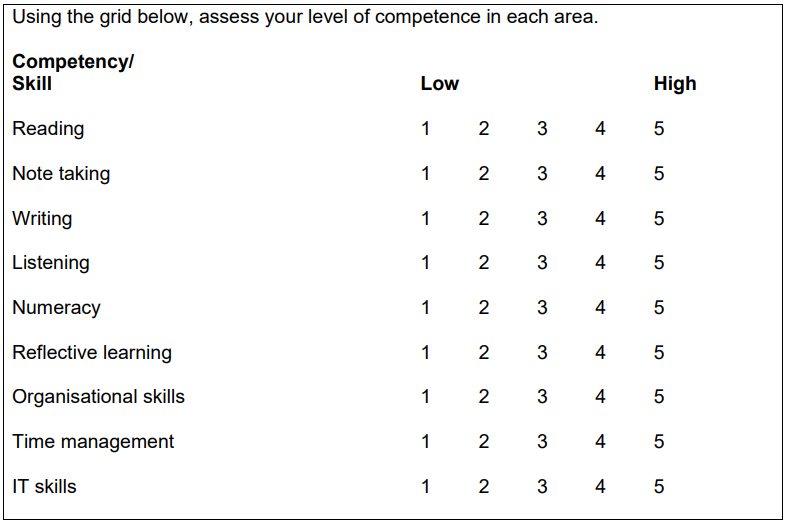 Using the grid below, assess your level of competence in each area.
Competency/
Skill Low High
Reading 1 2 3 4 5
Note taking 1 2 3 4 5
Writing 1 2 3 4 5
Listening 1 2 3 4 5
Numeracy 1 2 3 4 5
Reflective learning 1 2 3 4 5
Organisational skills 1 2 3 4 5
Time management 1 2 3 4 5
IT skills 1 2 3 4 5